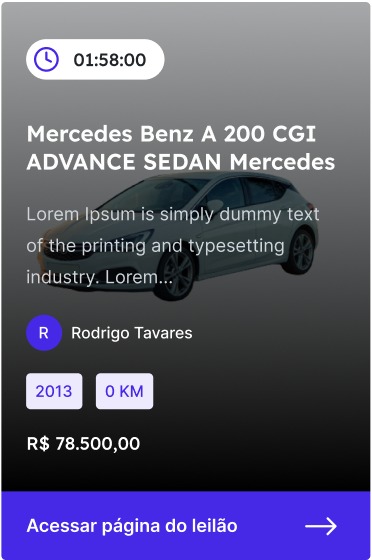 01:58:00
Mercedes Benz A 200 CGI
ADVANCE SEDAN Mercedes
Lorem Ipsum is simply dummy text
of the printing and typesetting
industry. Lorem...
R Rodrigo Tavares
2013 0 KM
R$ 78.500,00
Acessar página do leilão